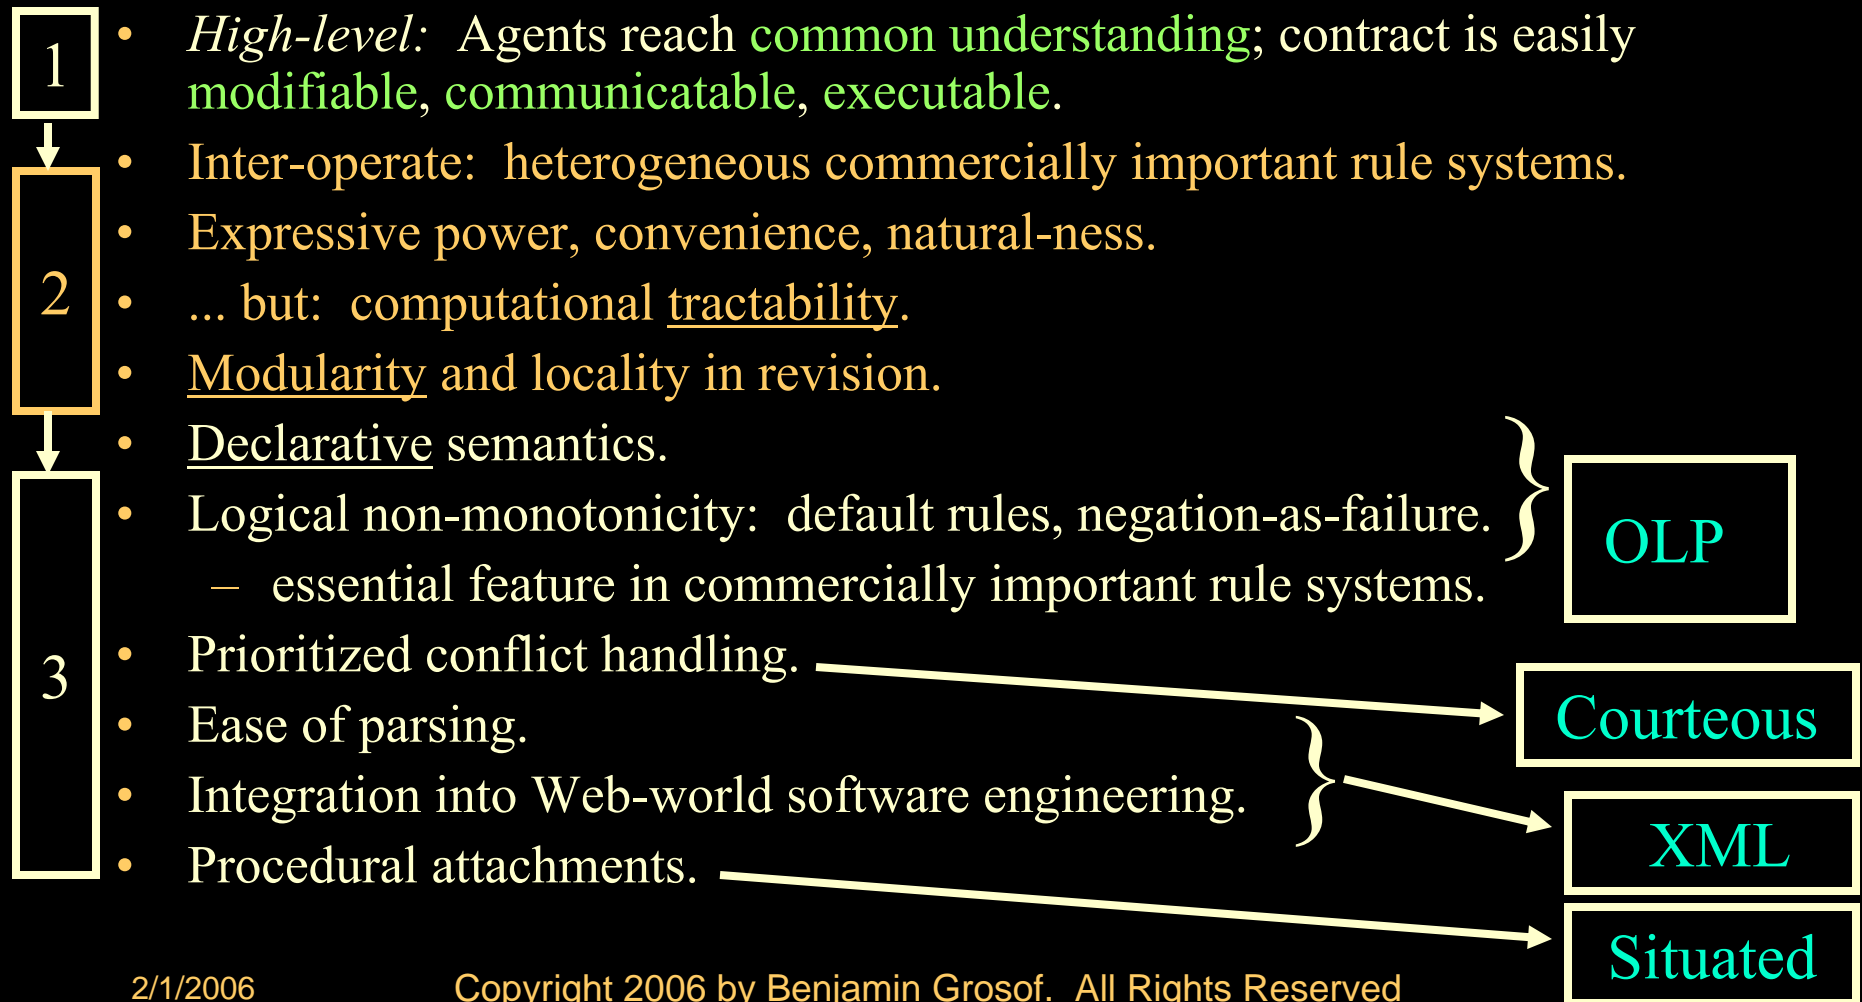 1
• High-level: Agents reach common understanding; contract is easily
modifiable, communicatable, executable.
2
• Inter-operate: heterogeneous commercially important rule systems.
• Expressive power, convenience, natural-ness.
• ... but: computational tractability.
• Modularity and locality in revision.
3
• Declarative semantics.
• Logical non-monotonicity: default rules, negation-as-failure.
– essential feature in commercially important rule systems.
OLP
• Prioritized conflict handling.
Courteous
• Ease of parsing.
• Integration into Web-world software engineering.
XML
• Procedural attachments.
Situated
2/1/2006
Copyright 2006 by Benjamin Grosof. All Rights Reserved